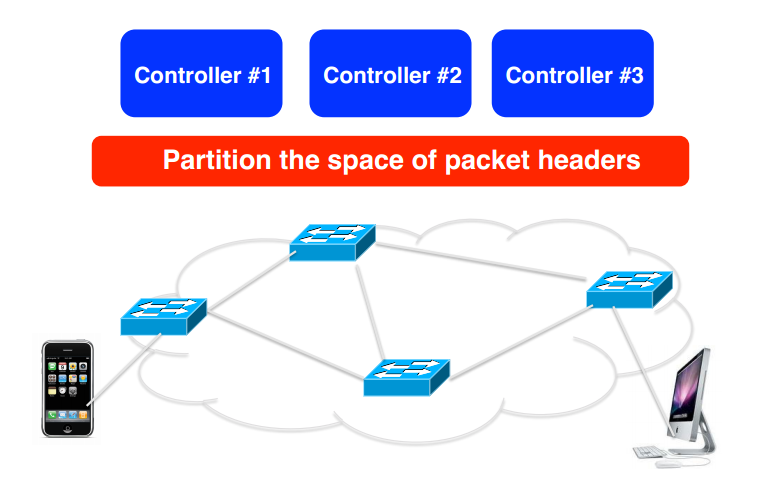 Controller #1
Controller #2
Controller #3
Partition the space of packet headers